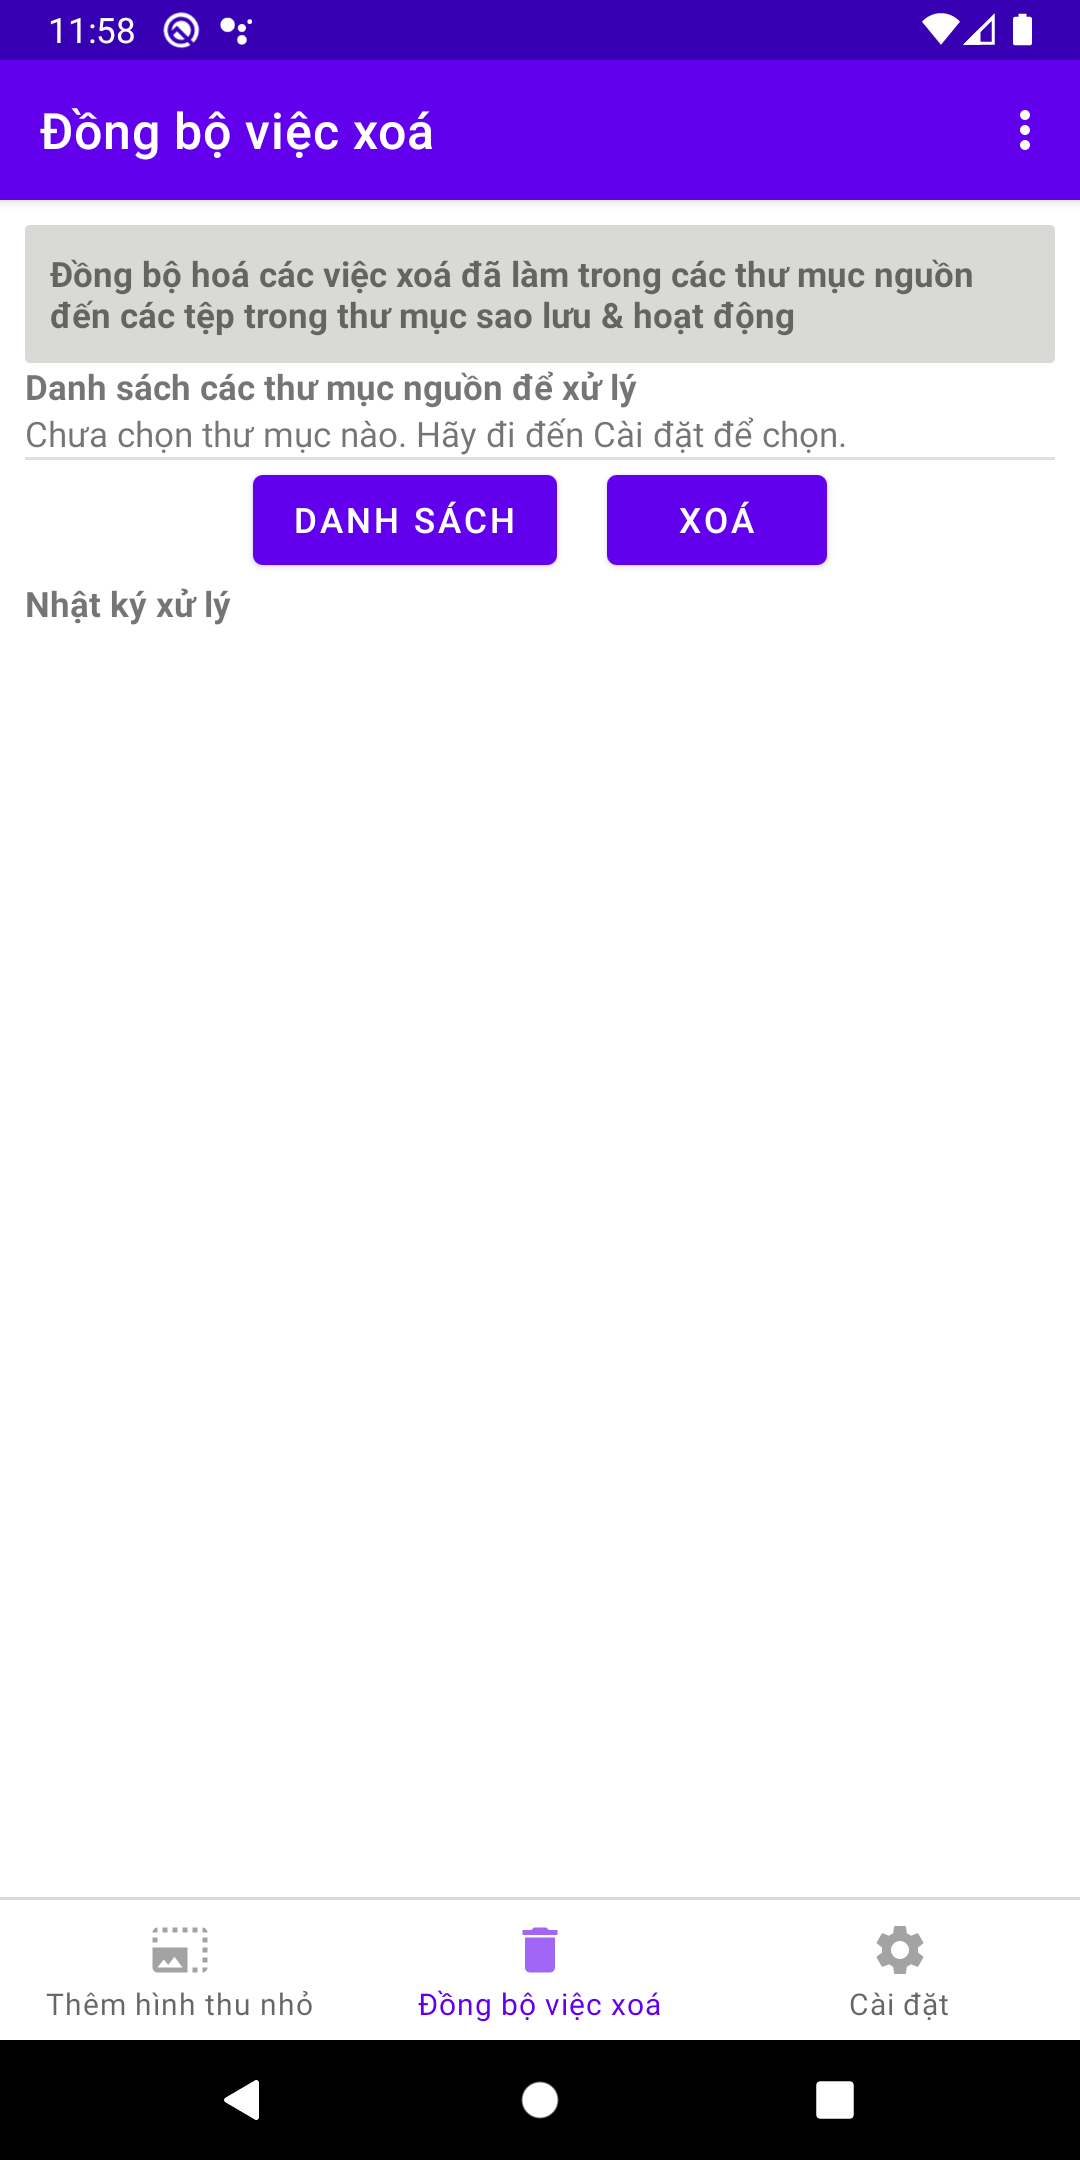 11:58
Đồng bộ việc xoá
Đồng bộ hoá các việc xoá đã làm trong các thư mục nguồn
đến các tệp trong thư mục sao lưu & hoạt động
Danh sách các thư mục nguồn để xử lý
Chưa chọn thư mục nào. Hãy đi đến Cài đặt để chọn.
DANH SÁCH XOÁ
Nhật ký xử lý
Thêm hình thu nhỏ Đồng bộ việc xoá Cài đặt